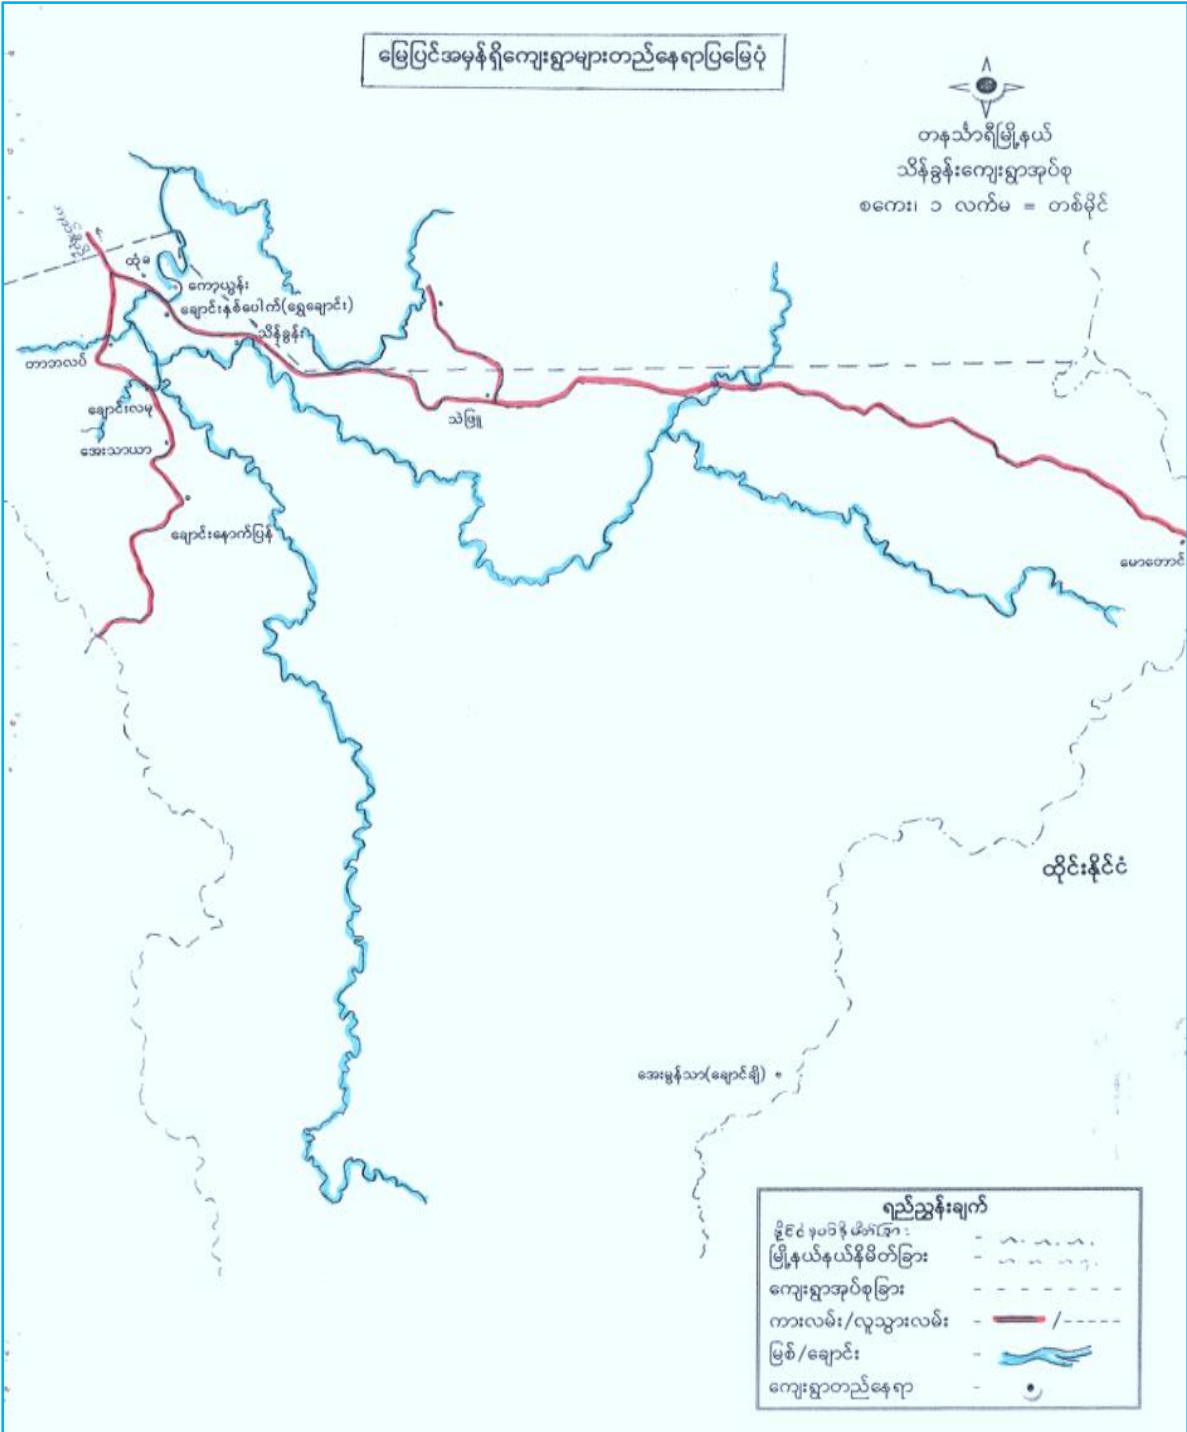 မြေပြင်အမှန်ရှိကျေးရွာများတည်နေရာပြမြေပုံ
တနင်္သာရီမြို့နယ်
သိန်ခွန်းကျေးရွာအုပ်စု
စကေး၊ ၁ လက်မ = တစ်မိုင်
ထုံခ
ကော့ယွန်း
ချောင်းနှစ်ပေါက်(ရွှေချောင်း)
သိန်ခွန်း
တာဘလပ်
ချောင်းလမု
သဲဖြူ
အေးသာယာ
ချောင်းနောက်ပြန်
မောတောင်
ထိုင်းနိုင်ငံ
အေးမွန်သာ(ချောင်ချီ)
ရည်ညွှန်းချက်
မြို့နယ်နယ်နိမိတ်ခြား -
ကျေးရွာအုပ်စုခြား
ကားလမ်း/လူသွားလမ်း - /
မြစ်/ချောင်း -
ကျေးရွာတည်နေရာ -